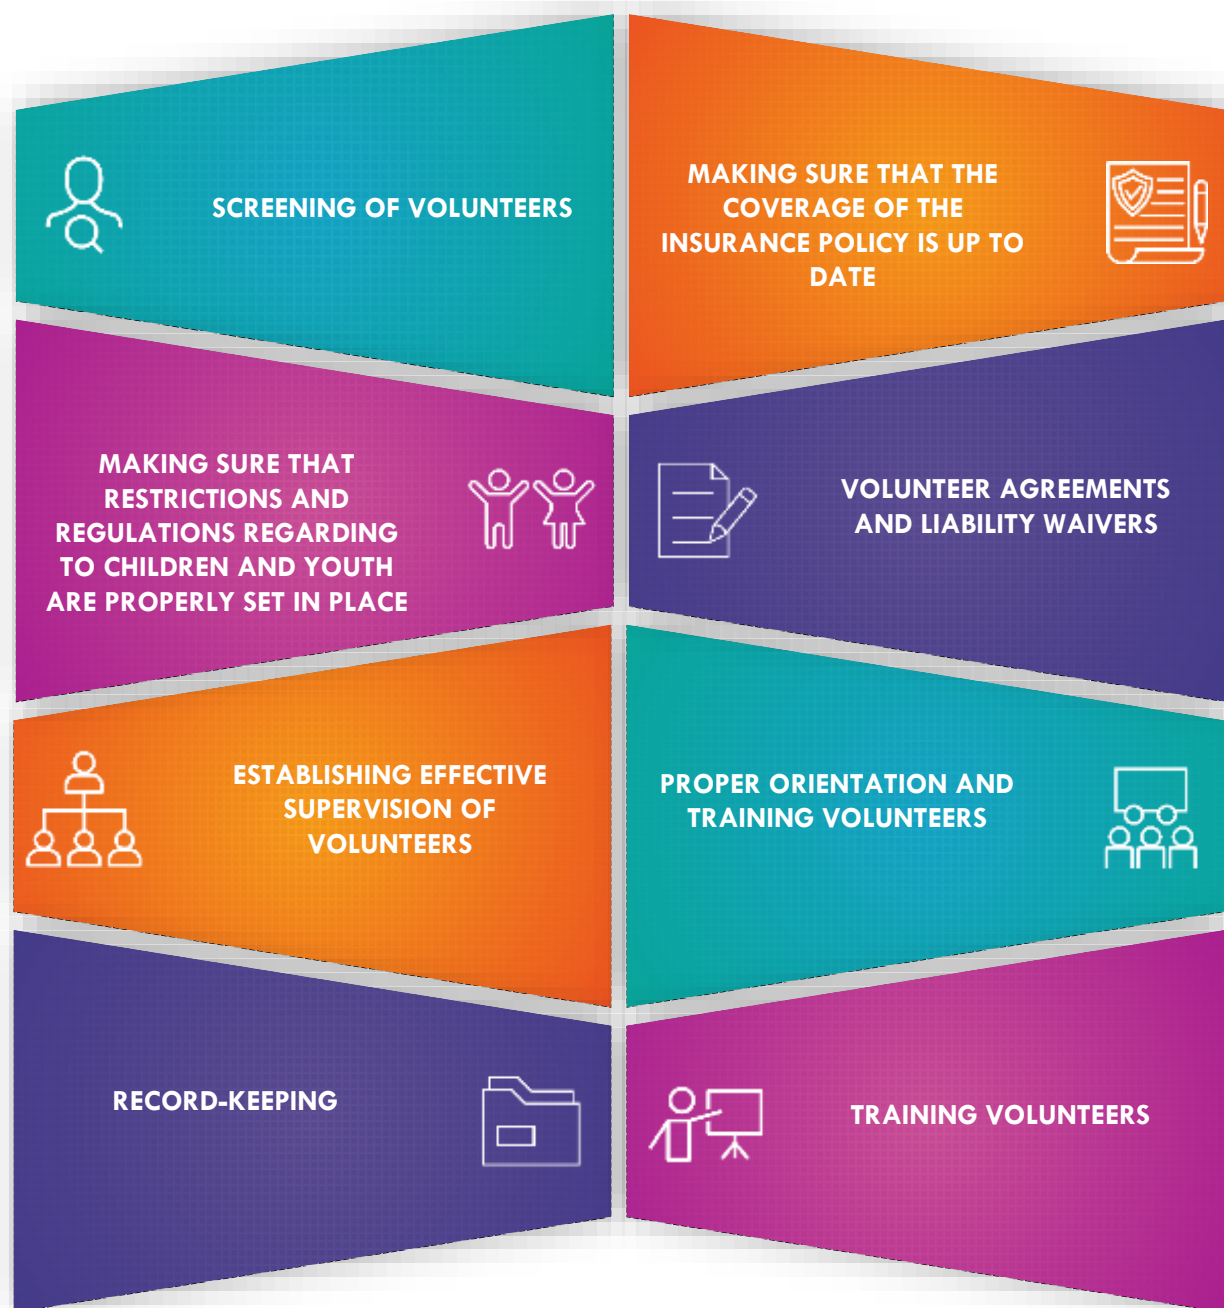 SCREENING OF VOLUNTEERS
MAKING SURE THAT THE
COVERAGE OF THE
INSURANCE POLICY IS UP TO
DATE
MAKING SURE THAT
RESTRICTIONS AND
REGULATIONS REGARDING
TO CHILDREN AND YOUTH
ARE PROPERLY SET IN PLACE
VOLUNTEER AGREEMENTS
AND LIABILITY WAIVERS
ESTABLISHING EFFECTIVE
SUPERVISION OF
VOLUNTEERS
PROPER ORIENTATION AND
TRAINING VOLUNTEERS
RECORD-KEEPING
TRAINING VOLUNTEERS